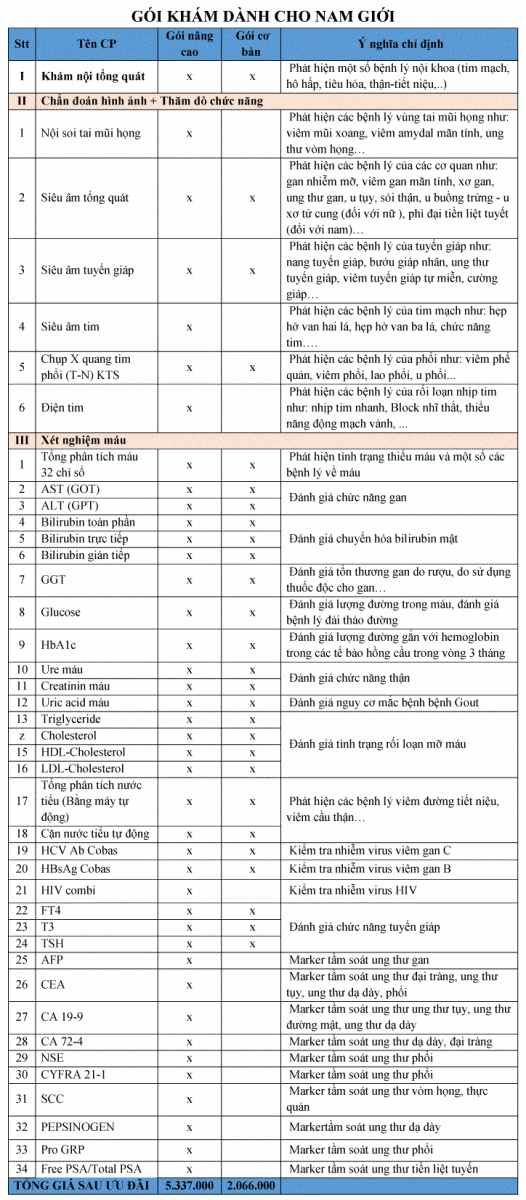 GÓI KHÁM DÀNH CHO NAM GIỚI
Stt Tên CP Gói nâng cao Gói cơ bản Ý nghĩa chỉ định
I Khám nội tổng quát x x Phát hiện một số bệnh lý nội khoa (tim mạch,
hô hấp, tiêu hóa, thận-tiết niệu,..)
II Chẩn đoán hình ảnh + Thăm dò chức năng
1 Nội soi tai mũi họng x Phát hiện các bệnh lý vùng tai mũi họng như:
viêm mũi xoang, viêm amydal mãn tính, ung
thư vòm họng…
2 Siêu âm tổng quát x x Phát hiện các bệnh lý của các cơ quan như:
gan nhiễm mỡ, viêm gan mãn tính, xơ gan,
ung thư gan, u tụy, sỏi thận, u buồng trứng - u
xơ tử cung (đối với nữ ), phì đại tiền liệt tuyết
(đối với nam)…
3 Siêu âm tuyến giáp x x Phát hiện các bệnh lý của tuyến giáp như:
nang tuyến giáp, bướu giáp nhân, ung thư
tuyến giáp, viêm tuyến giáp tự miễn, cường
giáp…
4 Siêu âm tim x Phát hiện các bệnh lý của tim mạch như: hẹp
hở van hai lá, hẹp hở van ba lá, chức năng
tim….
5 Chụp X quang tim phổi (T-N) KTS x x Phát hiện các bệnh lý của phổi như: viêm phế
quản, viêm phổi, lao phổi, u phổi...
6 Điện tim x Phát hiện các bệnh lý của rối loạn nhịp tim
như: nhịp tim nhanh, Block nhĩ thất, thiếu
năng động mạch vành, ...
III Xét nghiệm máu
1 Tổng phân tích máu 32 chỉ số x x Phát hiện tình trạng thiếu máu và một số các
bệnh lý về máu
2 AST (GOT) x x Đánh giá chức năng gan
3 ALT (GPT) x x
4 Bilirubin toàn phần x x
5 Bilirubin trực tiếp x x Đánh giá chuyển hóa bilirubin mật
6 Bilirubin gián tiếp x x
7 GGT x x Đánh giá tổn thương gan do rượu, do sử dụng
thuốc độc cho gan…
8 Glucose x x Đánh giá lượng đường trong máu, đánh giá
bệnh lý đái tháo đường
9 HbA1c x x Đánh giá lượng đường gắn với hemoglobin
trong các tế bào hồng cầu trong vòng 3 tháng
10 Ure máu x x Đánh giá chức năng thận
11 Creatinin máu x x
12 Uric acid máu x x Đánh giá nguy cơ mắc bệnh bệnh Gout
13 Triglyceride x x
z Cholesterol x x Đánh giá tình trạng rối loạn mỡ máu
15 HDL-Cholesterol x x
16 LDL-Cholesterol x x
17 Tổng phân tích nước tiểu (Bằng máy tự động) x x Phát hiện các bệnh lý viêm đường tiết niệu,
viêm cầu thận…
18 Cặn nước tiểu tự động x x
19 HCV Ab Cobas x x Kiểm tra nhiễm virus viêm gan C
20 HBsAg Cobas x x Kiểm tra nhiễm virus viêm gan B
21 HIV combi x Kiểm tra nhiễm virus HIV
22 FT4 x x
23 T3 x x Đánh giá chức năng tuyến giáp
24 TSH x x
25 AFP x Marker tầm soát ung thư gan
26 CEA x Marker tầm soát ung thư đại tràng, ung thư
tụy, ung thư dạ dày, phổi
27 CA 19-9 x Marker tầm soát ung thư ung thư tụy, ung thư
đường mật, ung thư dạ dày
28 CA 72-4 x Marker tầm soát ung thư dạ dày, đại tràng
29 NSE x Marker tầm soát ung thư phổi
30 CYFRA 21-1 x Marker tầm soát ung thư phổi
31 SCC x Marker tầm soát ung thư vòm họng, thực
quản
32 PEPSINOGEN x Markertầm soát ung thư dạ dày
33 Pro GRP x Marker tầm soát ung thư phổi
34 Free PSA/Total PSA x Marker tầm soát ung thư tiền liệt tuyến
TỔNG GIÁ SAU ƯU ĐÃI 5.337.000 2.066.000